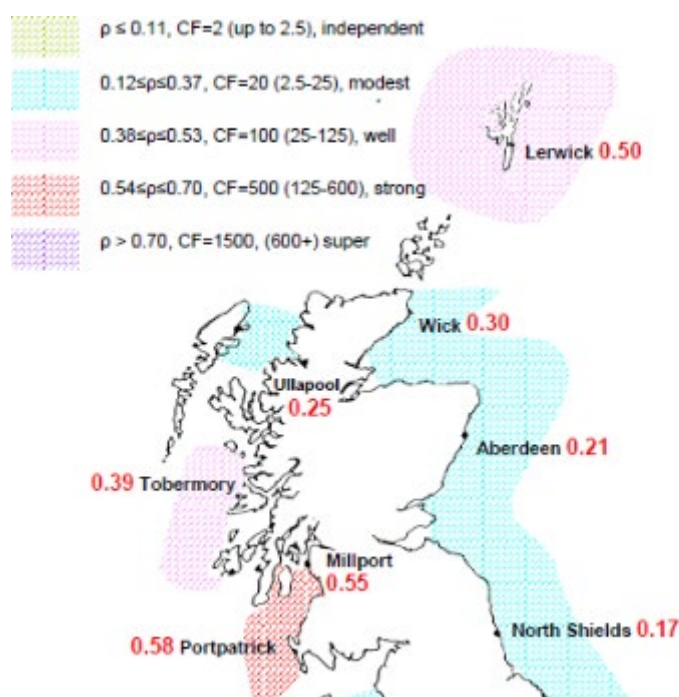 ρ ≤ 0.11, CF=2 (up to 2.5), independent
0.12≤ρ≤0.37, CF=20 (2.5-25), modest
0.38≤ρ≤0.53, CF=100 (25-125), well
0.54≤ρ≤0.70, CF=500 (125-600), strong
ρ > 0.70, CF=1500, (600+) super
Lerwick 0.50
Wick 0.30
Ullapool
0.25
Aberdeen 0.21
0.39 Tobermory
Millport
0.55
North Shields 0.17
0.58 Portpatrick